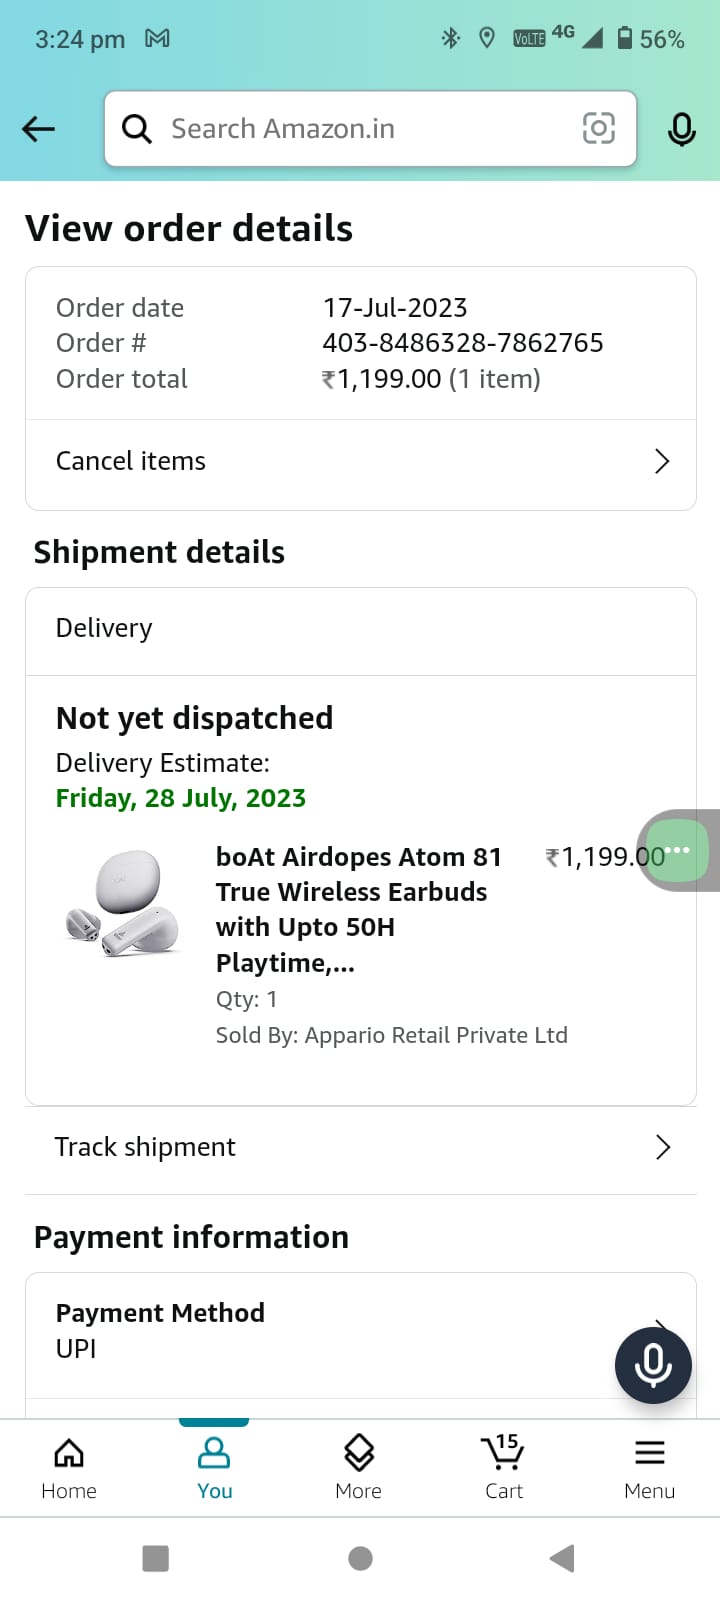 3:24 pm
VoLTE 4G 56%
Search Amazon.in
View order details
Order date 17-Jul-2023
Order # 403-8486328-7862765
Order total ₹1,199.00 (1 item)
Cancel items
Shipment details
Delivery
Not yet dispatched
Delivery Estimate:
Friday, 28 July, 2023
boAt Airdopes Atom 81 ₹1,199.00
True Wireless Earbuds
with Upto 50H
Playtime,...
Qty: 1
Sold By: Appario Retail Private Ltd
Track shipment
Payment information
Payment Method
UPI
15
Home You More Cart Menu